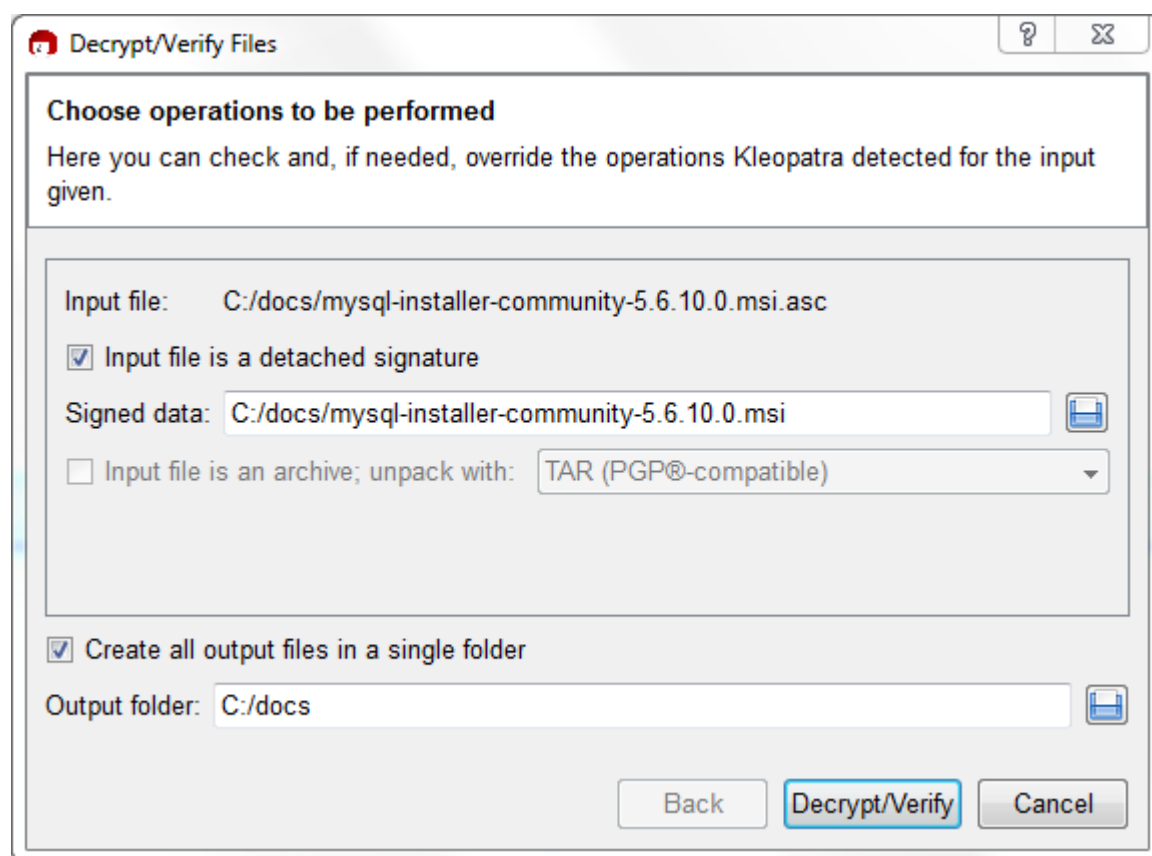 Decrypt/Verify Files
Choose operations to be performed
Here you can check and, if needed, override the operations Kleopatra detected for the input
given.
Input file: C:/docs/mysql-installer-community-5.6.10.0.msi.asc
Input file is a detached signature
Signed data: C:/docs/mysql-installer-community-5.6.10.0.msi
Input file is an archive; unpack with: TAR (PGP®-compatible)
Create all output files in a single folder
Output folder: C:/docs
Back Decrypt/Verify Cancel